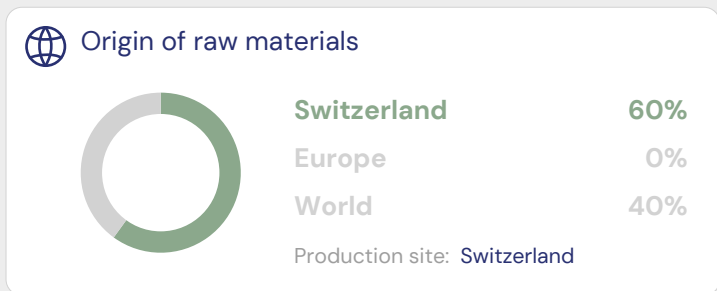 Origin of raw materials
Switzerland 60%
Europe 0%
World 40%
Production site: Switzerland